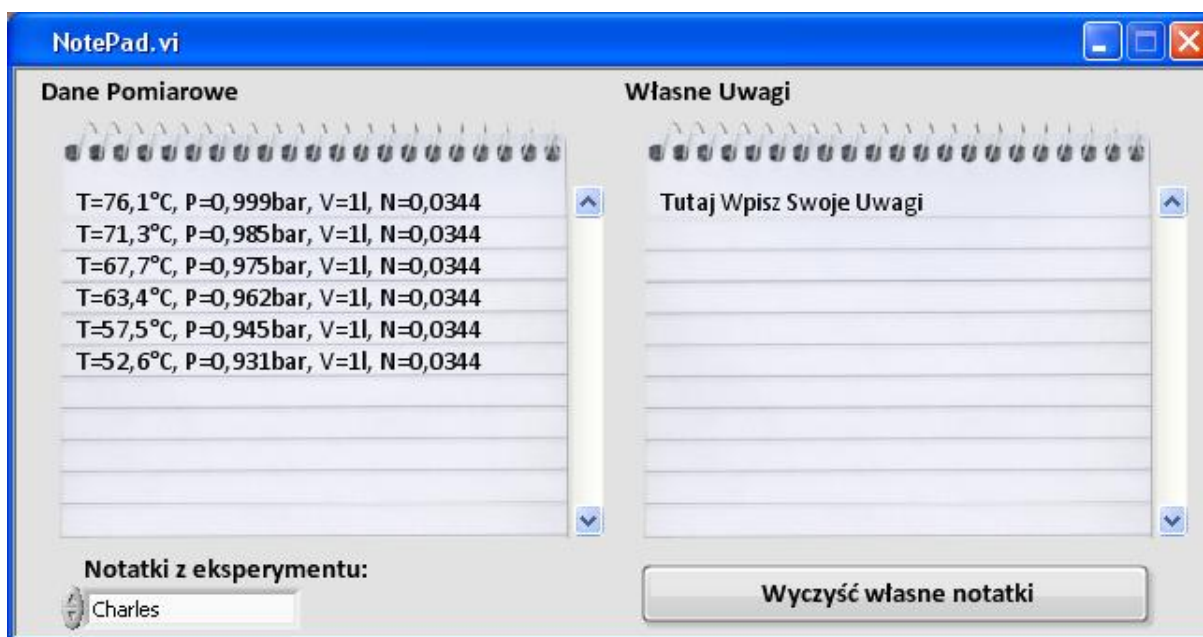 NotePad.vi
Dane Pomiarowe
T=76,1°C, P=0,999bar, V=1l, N=0,0344
T=71,3°C, P=0,985bar, V=1l, N=0,0344
T=67,7°C, P=0,975bar, V=1l, N=0,0344
T=63,4°C, P=0,962bar, V=1l, N=0,0344
T=57,5°C, P=0,945bar, V=1l, N=0,0344
T=52,6°C, P=0,931bar, V=1l, N=0,0344
Notatki z eksperymentu:
Charles
Własne Uwagi
Tutaj Wpisz Swoje Uwagi
Wyczyść własne notatki